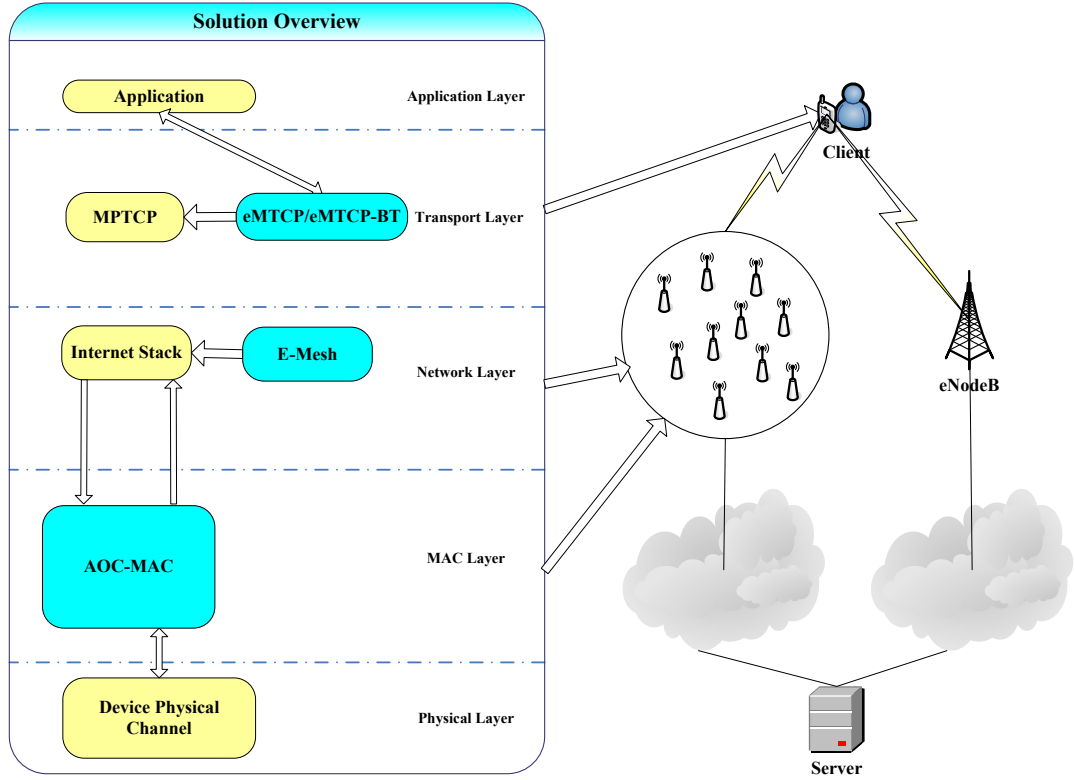 Solution Overview
Application
Application Layer
MPTCP
eMTCP/eMTCP-BT
Transport Layer
Internet Stack
E-Mesh
Network Layer
AOC-MAC
MAC Layer
Device Physical
Channel
Physical Layer
Client
eNodeB
Server